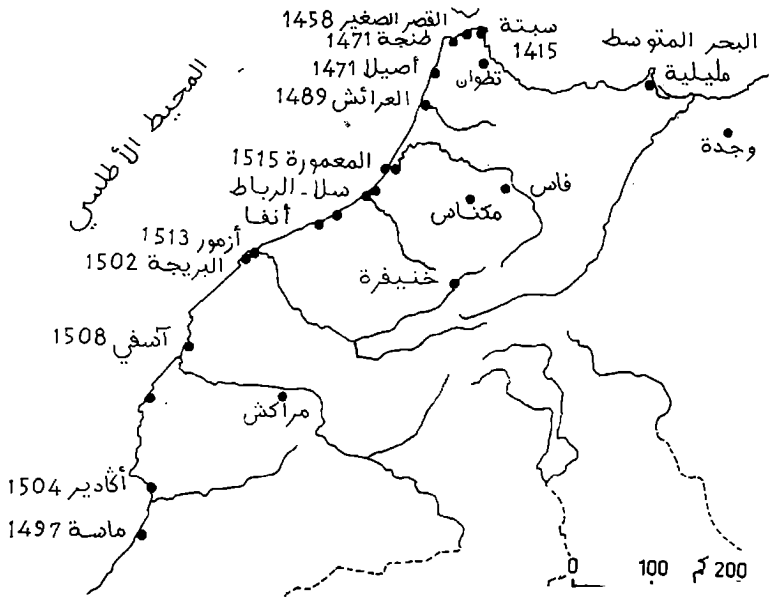 القصر الصغير 1458
طنجة 1471
سبتة
1415
البحر المتوسط
أصيلا 1471
تطوان
مليلية
العرائش 1489
المحيط الأطلسي
وجدة
المعمورة 1515
سلا - الرباط
أنفا
فاس
مكناس
أزمور 1513
البريجة 1502
خنيفرة
آسفي 1508
مراكش
أڭادير 1504
ماسة 1497
0 100 كم 200